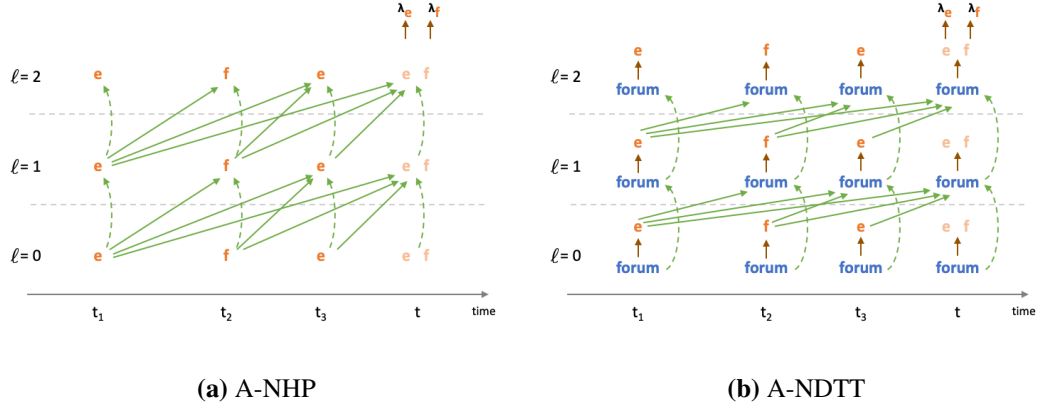 λe λf
ℓ = 2 e f e e f
ℓ = 1 e f e e f
ℓ = 0 e f e e f
t1 t2 t3 t time
(a) A-NHP
λe λf
e f e e f
ℓ = 2 forum forum forum forum
e f e e f
ℓ = 1 forum forum forum forum
e f e e f
ℓ = 0 forum forum forum forum
t1 t2 t3 t time
(b) A-NDTT